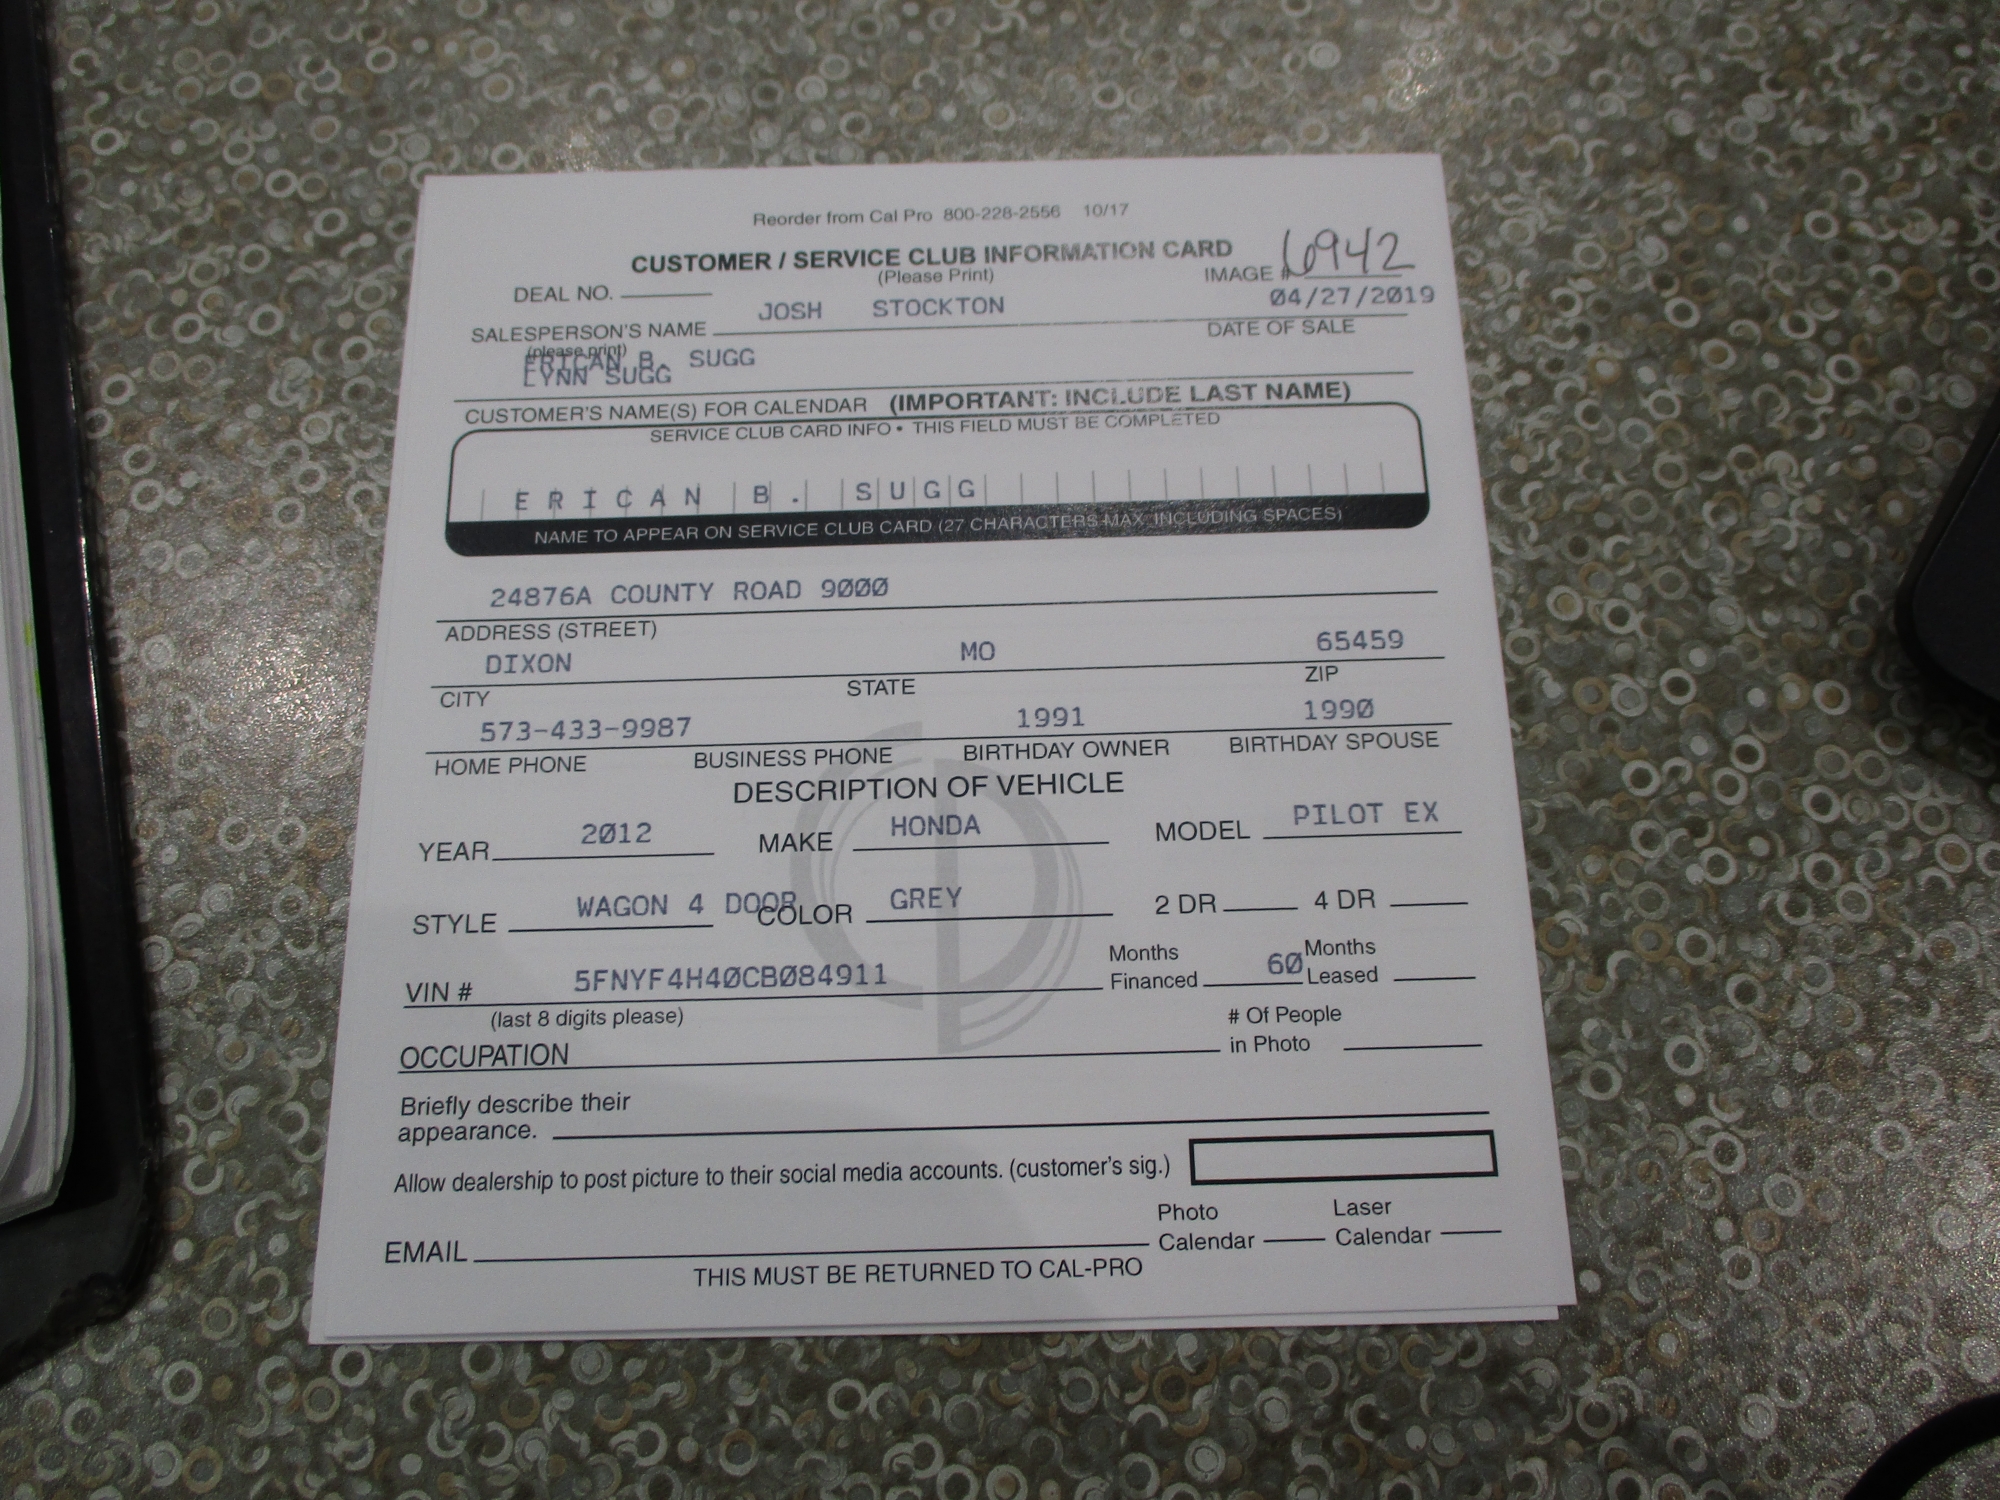 Reorder from Cal Pro 800-228-2556 10/17
CUSTOMER / SERVICE CLUB INFORMATION CARD
(Please Print)
IMAGE # 6942
DEAL NO.
JOSH STOCKTON 04/27/2019
SALESPERSON'S NAME DATE OF SALE
(please print)
ERICAN B. SUGG
LYNN SUGG
CUSTOMER'S NAME(S) FOR CALENDAR (IMPORTANT: INCLUDE LAST NAME)
SERVICE CLUB CARD INFO • THIS FIELD MUST BE COMPLETED
ERICAN B. SUGG
NAME TO APPEAR ON SERVICE CLUB CARD (27 CHARACTERS MAX. INCLUDING SPACES)
24876A COUNTY ROAD 9000
ADDRESS (STREET)
DIXON MO 65459
CITY STATE ZIP
573-433-9987 1991 1990
HOME PHONE BUSINESS PHONE BIRTHDAY OWNER BIRTHDAY SPOUSE
DESCRIPTION OF VEHICLE
YEAR 2012 MAKE HONDA MODEL PILOT EX
STYLE WAGON 4 DOOR COLOR GREY 2 DR 4 DR
VIN # 5FNYF4H40CB084911 Months Financed 60 Months Leased
(last 8 digits please)
OCCUPATION # Of People in Photo
Briefly describe their
appearance.
Allow dealership to post picture to their social media accounts. (customer's sig.)
EMAIL Photo Calendar Laser Calendar
THIS MUST BE RETURNED TO CAL-PRO